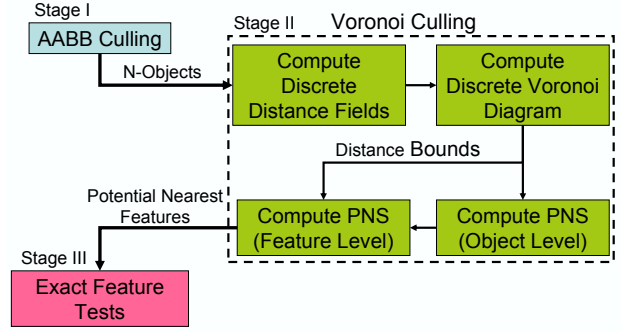 Stage I
AABB Culling
N-Objects
Stage II
Voronoi Culling
Compute
Discrete
Distance Fields
Compute
Discrete Voronoi
Diagram
Distance Bounds
Potential Nearest
Features
Compute PNS
(Feature Level)
Compute PNS
(Object Level)
Stage III
Exact Feature
Tests